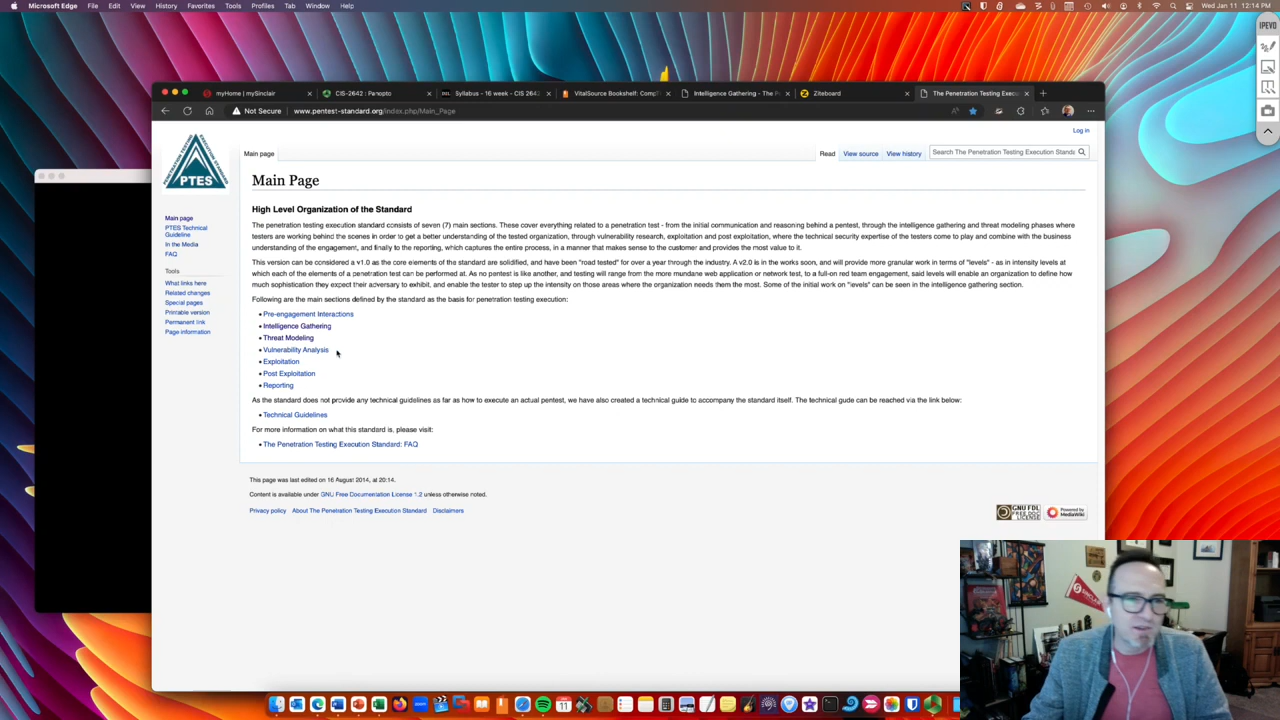 Microsoft Edge File Edit View History Favorites Tools Profiles Tab Window Help
Wed Jan 11 12:14 PM
IPEVO
myHome | mySinclair
CIS-2642 : Panopto
Syllabus - 16 week - CIS 2642
VitalSource Bookshelf: CompT
Intelligence Gathering - The P
Ziteboard
The Penetration Testing Execu
Not Secure www.pentest-standard.org/index.php/Main_Page
Log in
Main page
Read View source View history
Search The Penetration Testing Execution Standa
PTES
Main Page
High Level Organization of the Standard
The penetration testing execution standard consists of seven (7) main sections. These cover everything related to a penetration test - from the initial communication and reasoning behind a pentest, through the intelligence gathering and threat modeling phases where
testers are working behind the scenes in order to get a better understanding of the tested organization, through vulnerability research, exploitation and post exploitation, where the technical security expertise of the testers come to play and combine with the business
understanding of the engagement, and finally to the reporting, which captures the entire process, in a manner that makes sense to the customer and provides the most value to it.
This version can be considered a v1.0 as the core elements of the standard are solidified, and have been "road tested" for over a year through the industry. A v2.0 is in the works soon, and will provide more granular work in terms of "levels" - as in intensity levels at
which each of the elements of a penetration test can be performed at. As no pentest is like another, and testing will range from the more mundane web application or network test, to a full-on red team engagement, said levels will enable an organization to define how
much sophistication they expect their adversary to exhibit, and enable the tester to step up the intensity on those areas where the organization needs them the most. Some of the initial work on "levels" can be seen in the intelligence gathering section.
Following are the main sections defined by the standard as the basis for penetration testing execution:
• Pre-engagement Interactions
• Intelligence Gathering
• Threat Modeling
• Vulnerability Analysis
• Exploitation
• Post Exploitation
• Reporting
As the standard does not provide any technical guidelines as far as how to execute an actual pentest, we have also created a technical guide to accompany the standard itself. The technical gude can be reached via the link below:
• Technical Guidelines
For more information on what this standard is, please visit:
• The Penetration Testing Execution Standard: FAQ
Main page
PTES Technical
Guideline
In the Media
FAQ
Tools
What links here
Related changes
Special pages
Printable version
Permanent link
Page information
This page was last edited on 16 August 2014, at 20:14.
Content is available under GNU Free Documentation License 1.2 unless otherwise noted.
Privacy policy About The Penetration Testing Execution Standard Disclaimers
GNU FDL
FREE DOC
LICENSE
Powered by
MediaWiki
SINCLAIR